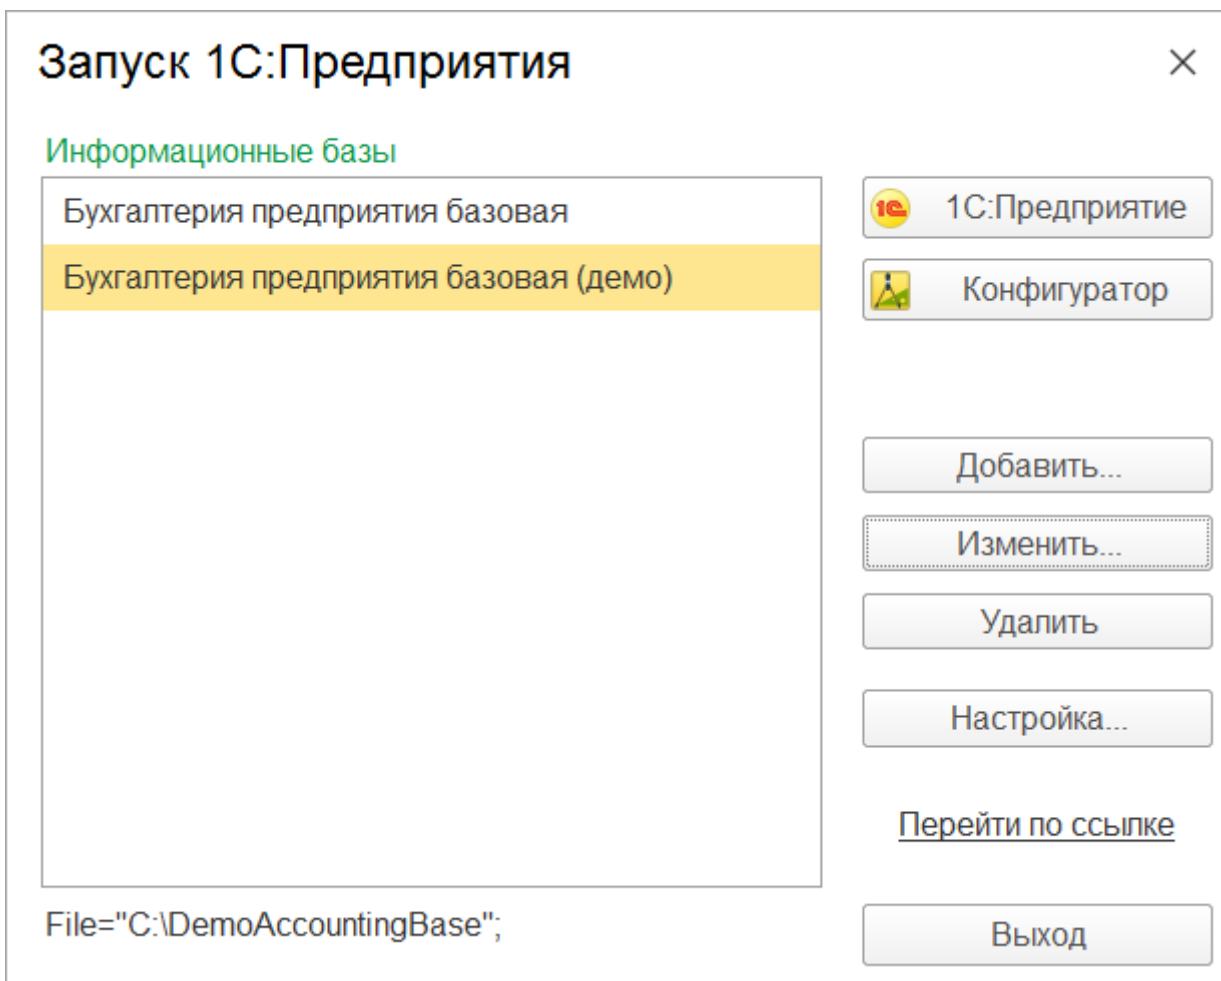 Запуск 1С:Предприятия
Информационные базы
Бухгалтерия предприятия базовая
Бухгалтерия предприятия базовая (демо)
1С:Предприятие
Конфигуратор
Добавить...
Изменить...
Удалить
Настройка...
Перейти по ссылке
File="C:\DemoAccountingBase";
Выход